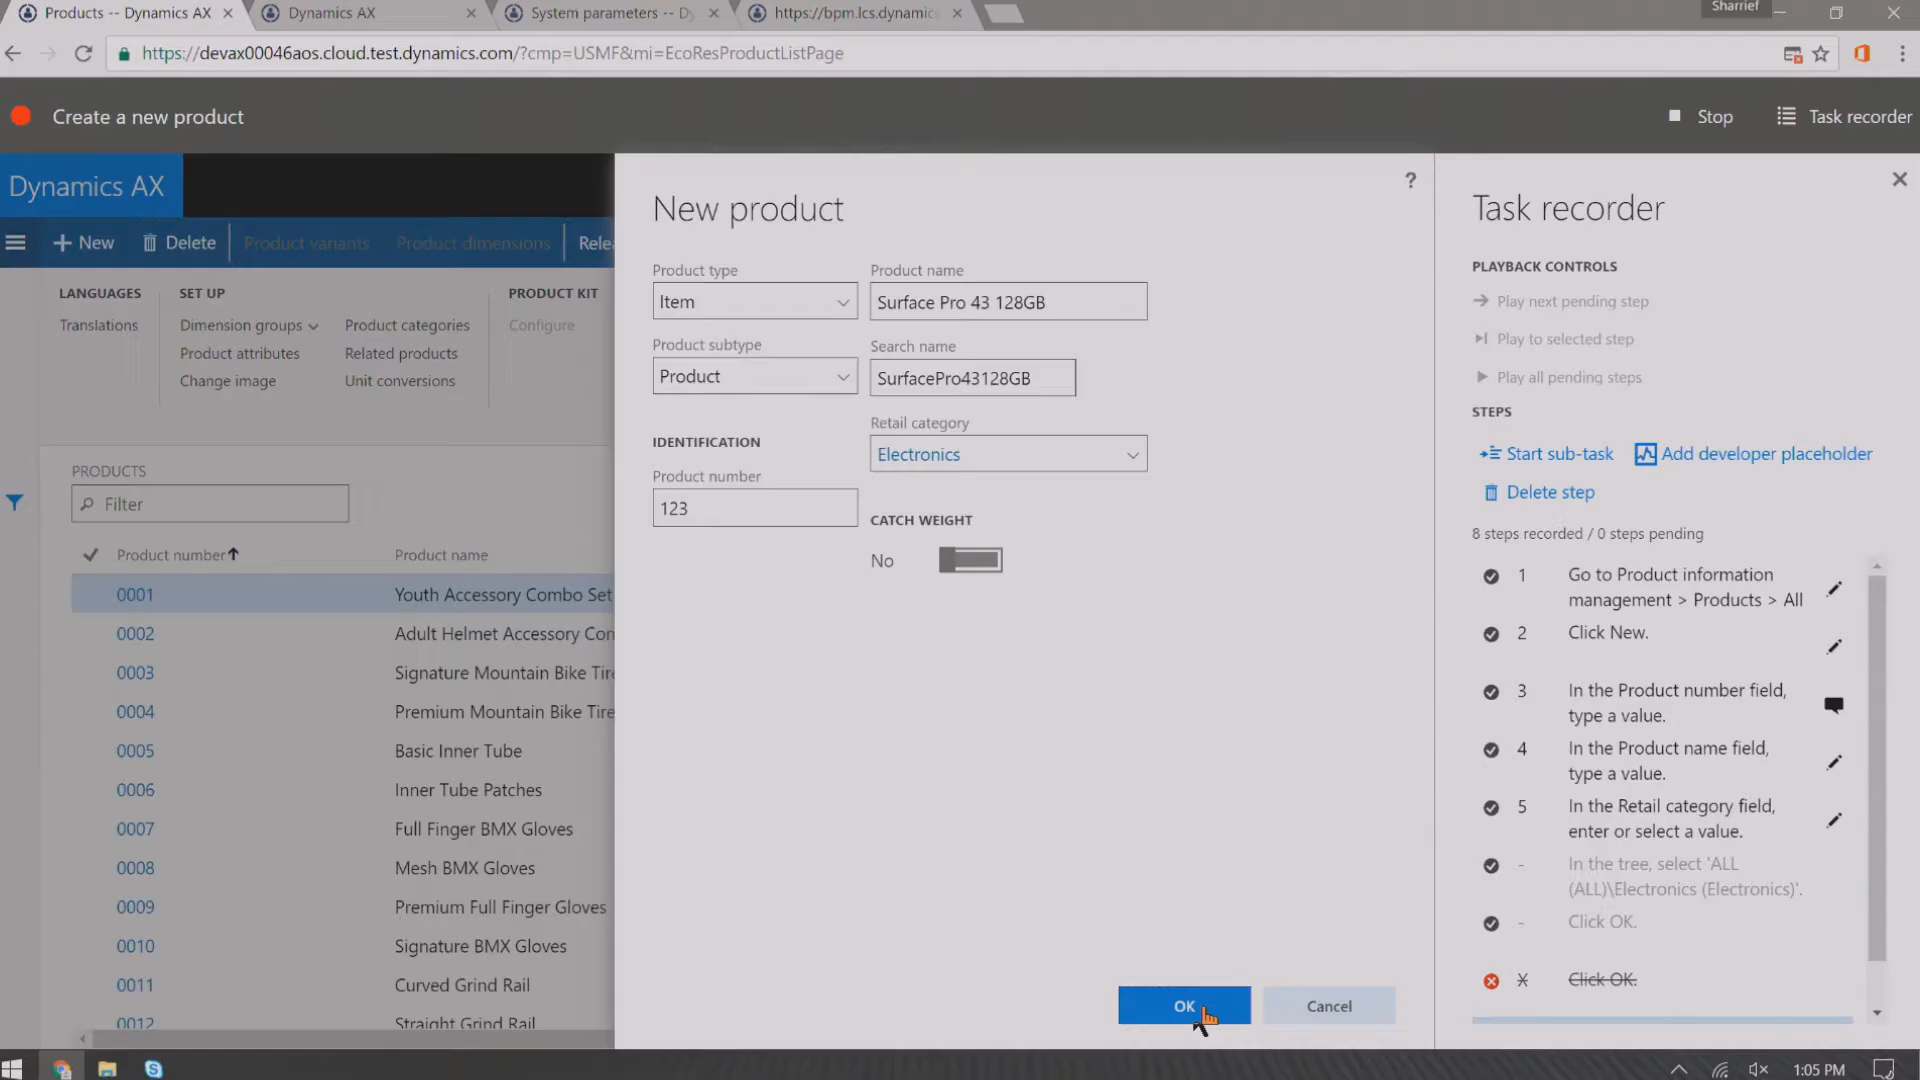 Products -- Dynamics AX
Dynamics AX
System parameters -- Dy
https://bpm.lcs.dynamics
Sharrief
https://devax00046aos.cloud.test.dynamics.com/?cmp=USMF&mi=EcoResProductListPage
Create a new product
Stop
Task recorder
Dynamics AX
New
Delete
Product variants
Product dimensions
Relea
LANGUAGES
Translations
SET UP
Dimension groups
Product attributes
Change image
Product categories
Related products
Unit conversions
PRODUCT KIT
Configure
PRODUCTS
Filter
Product number
Product name
0001 Youth Accessory Combo Set
0002 Adult Helmet Accessory Con
0003 Signature Mountain Bike Tire
0004 Premium Mountain Bike Tire
0005 Basic Inner Tube
0006 Inner Tube Patches
0007 Full Finger BMX Gloves
0008 Mesh BMX Gloves
0009 Premium Full Finger Gloves
0010 Signature BMX Gloves
0011 Curved Grind Rail
0012 Straight Grind Rail
?
New product
Product type
Item
Product subtype
Product
IDENTIFICATION
Product number
123
Product name
Surface Pro 43 128GB
Search name
SurfacePro43128GB
Retail category
Electronics
CATCH WEIGHT
No
OK
Cancel
Task recorder
PLAYBACK CONTROLS
Play next pending step
Play to selected step
Play all pending steps
STEPS
Start sub-task
Add developer placeholder
Delete step
8 steps recorded / 0 steps pending
1 Go to Product information
management > Products > All
2 Click New.
3 In the Product number field,
type a value.
4 In the Product name field,
type a value.
5 In the Retail category field,
enter or select a value.
- In the tree, select 'ALL
(ALL)\Electronics (Electronics)'.
- Click OK.
X Click OK.
1:05 PM